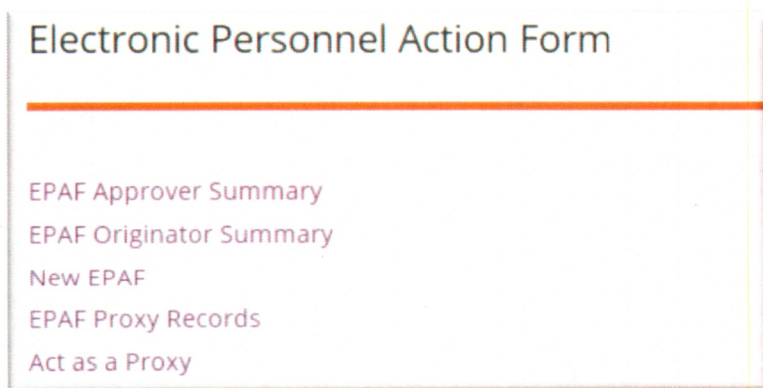 Electronic Personnel Action Form
EPAF Approver Summary
EPAF Originator Summary
New EPAF
EPAF Proxy Records
Act as a Proxy